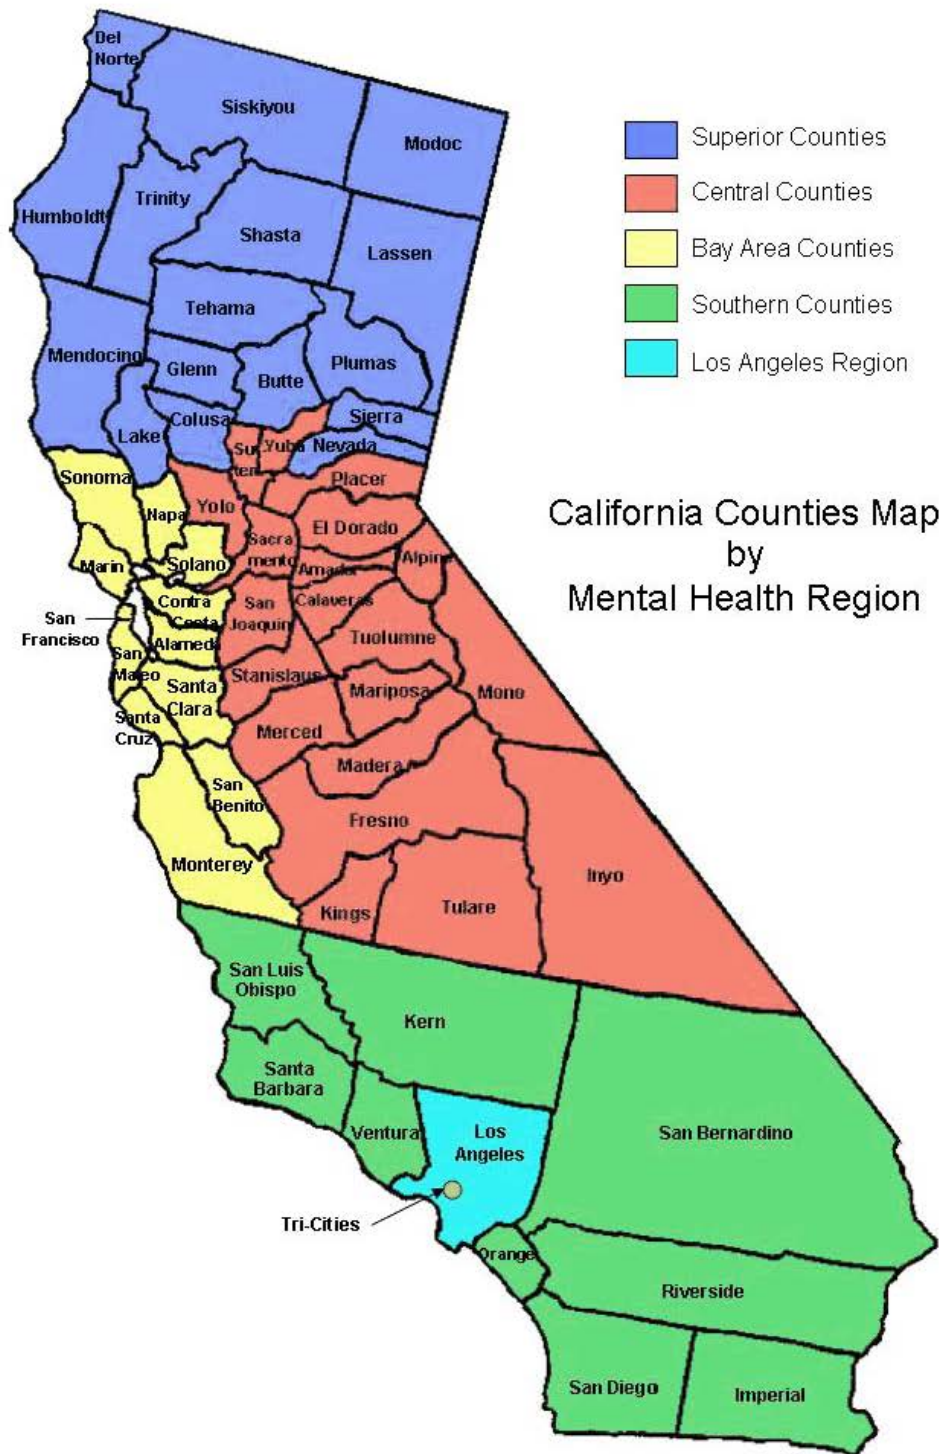 Del
Norte
Siskiyou
Modoc
Humboldt
Trinity
Shasta
Lassen
Tehama
Mendocino
Glenn
Butte
Plumas
Lake
Colusa
Sierra
Su
tter
Yuba
Nevada
Placer
Sonoma
Napa
Yolo
El Dorado
Sacra
mento
Alpine
Marin
Solano
Amador
Contra
Costa
San
Joaquin
Calaveras
San
Francisco
Alameda
Tuolumne
San
Mateo
Santa
Clara
Stanislaus
Mariposa
Mono
Santa
Cruz
Merced
Madera
San
Benito
Fresno
Monterey
Inyo
Kings
Tulare
San Luis
Obispo
Kern
Santa
Barbara
Ventura
Los
Angeles
San Bernardino
Tri-Cities
Orange
Riverside
San Diego
Imperial
Superior Counties
Central Counties
Bay Area Counties
Southern Counties
Los Angeles Region
California Counties Map
by
Mental Health Region